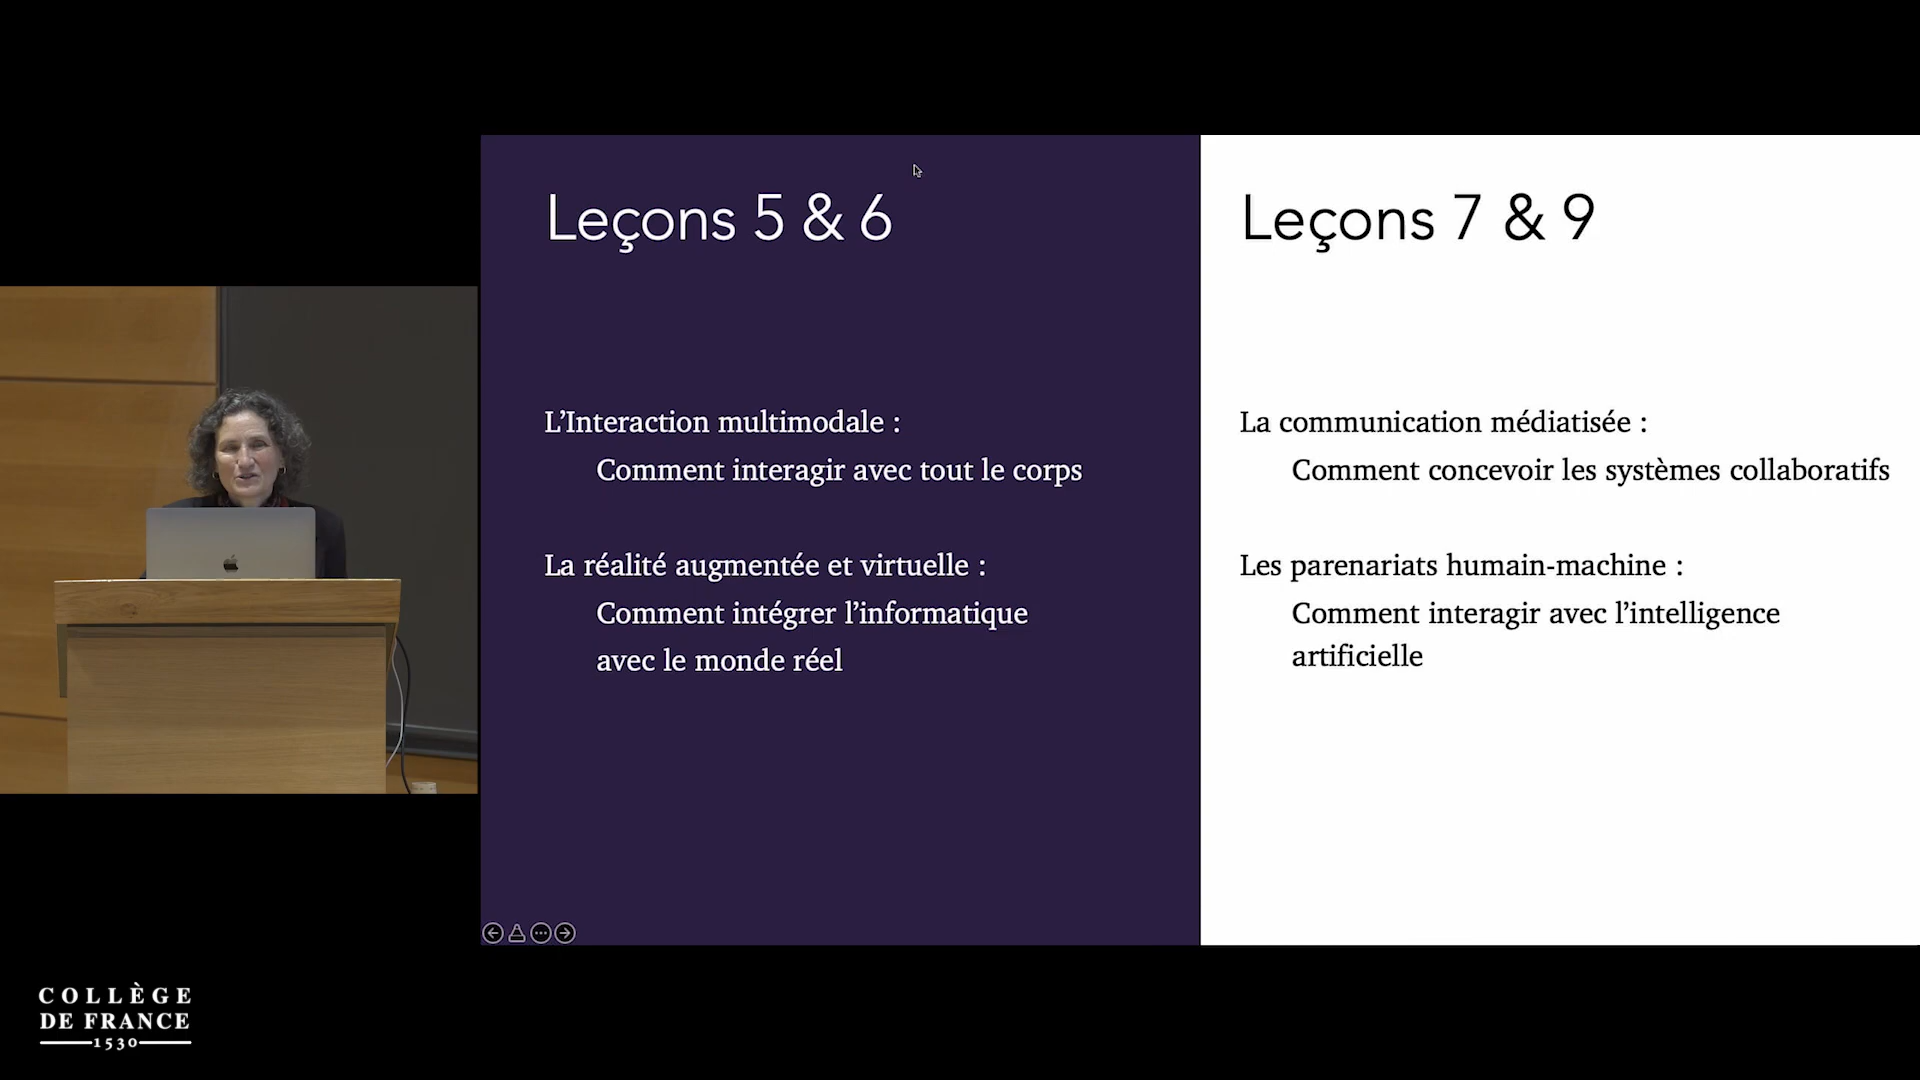 Leçons 5 & 6
L’Interaction multimodale :
Comment interagir avec tout le corps
La réalité augmentée et virtuelle :
Comment intégrer l’informatique
avec le monde réel
Leçons 7 & 9
La communication médiatisée :
Comment concevoir les systèmes collaboratifs
Les parenariats humain-machine :
Comment interagir avec l’intelligence
artificielle
COLLÈGE
DE FRANCE
1530